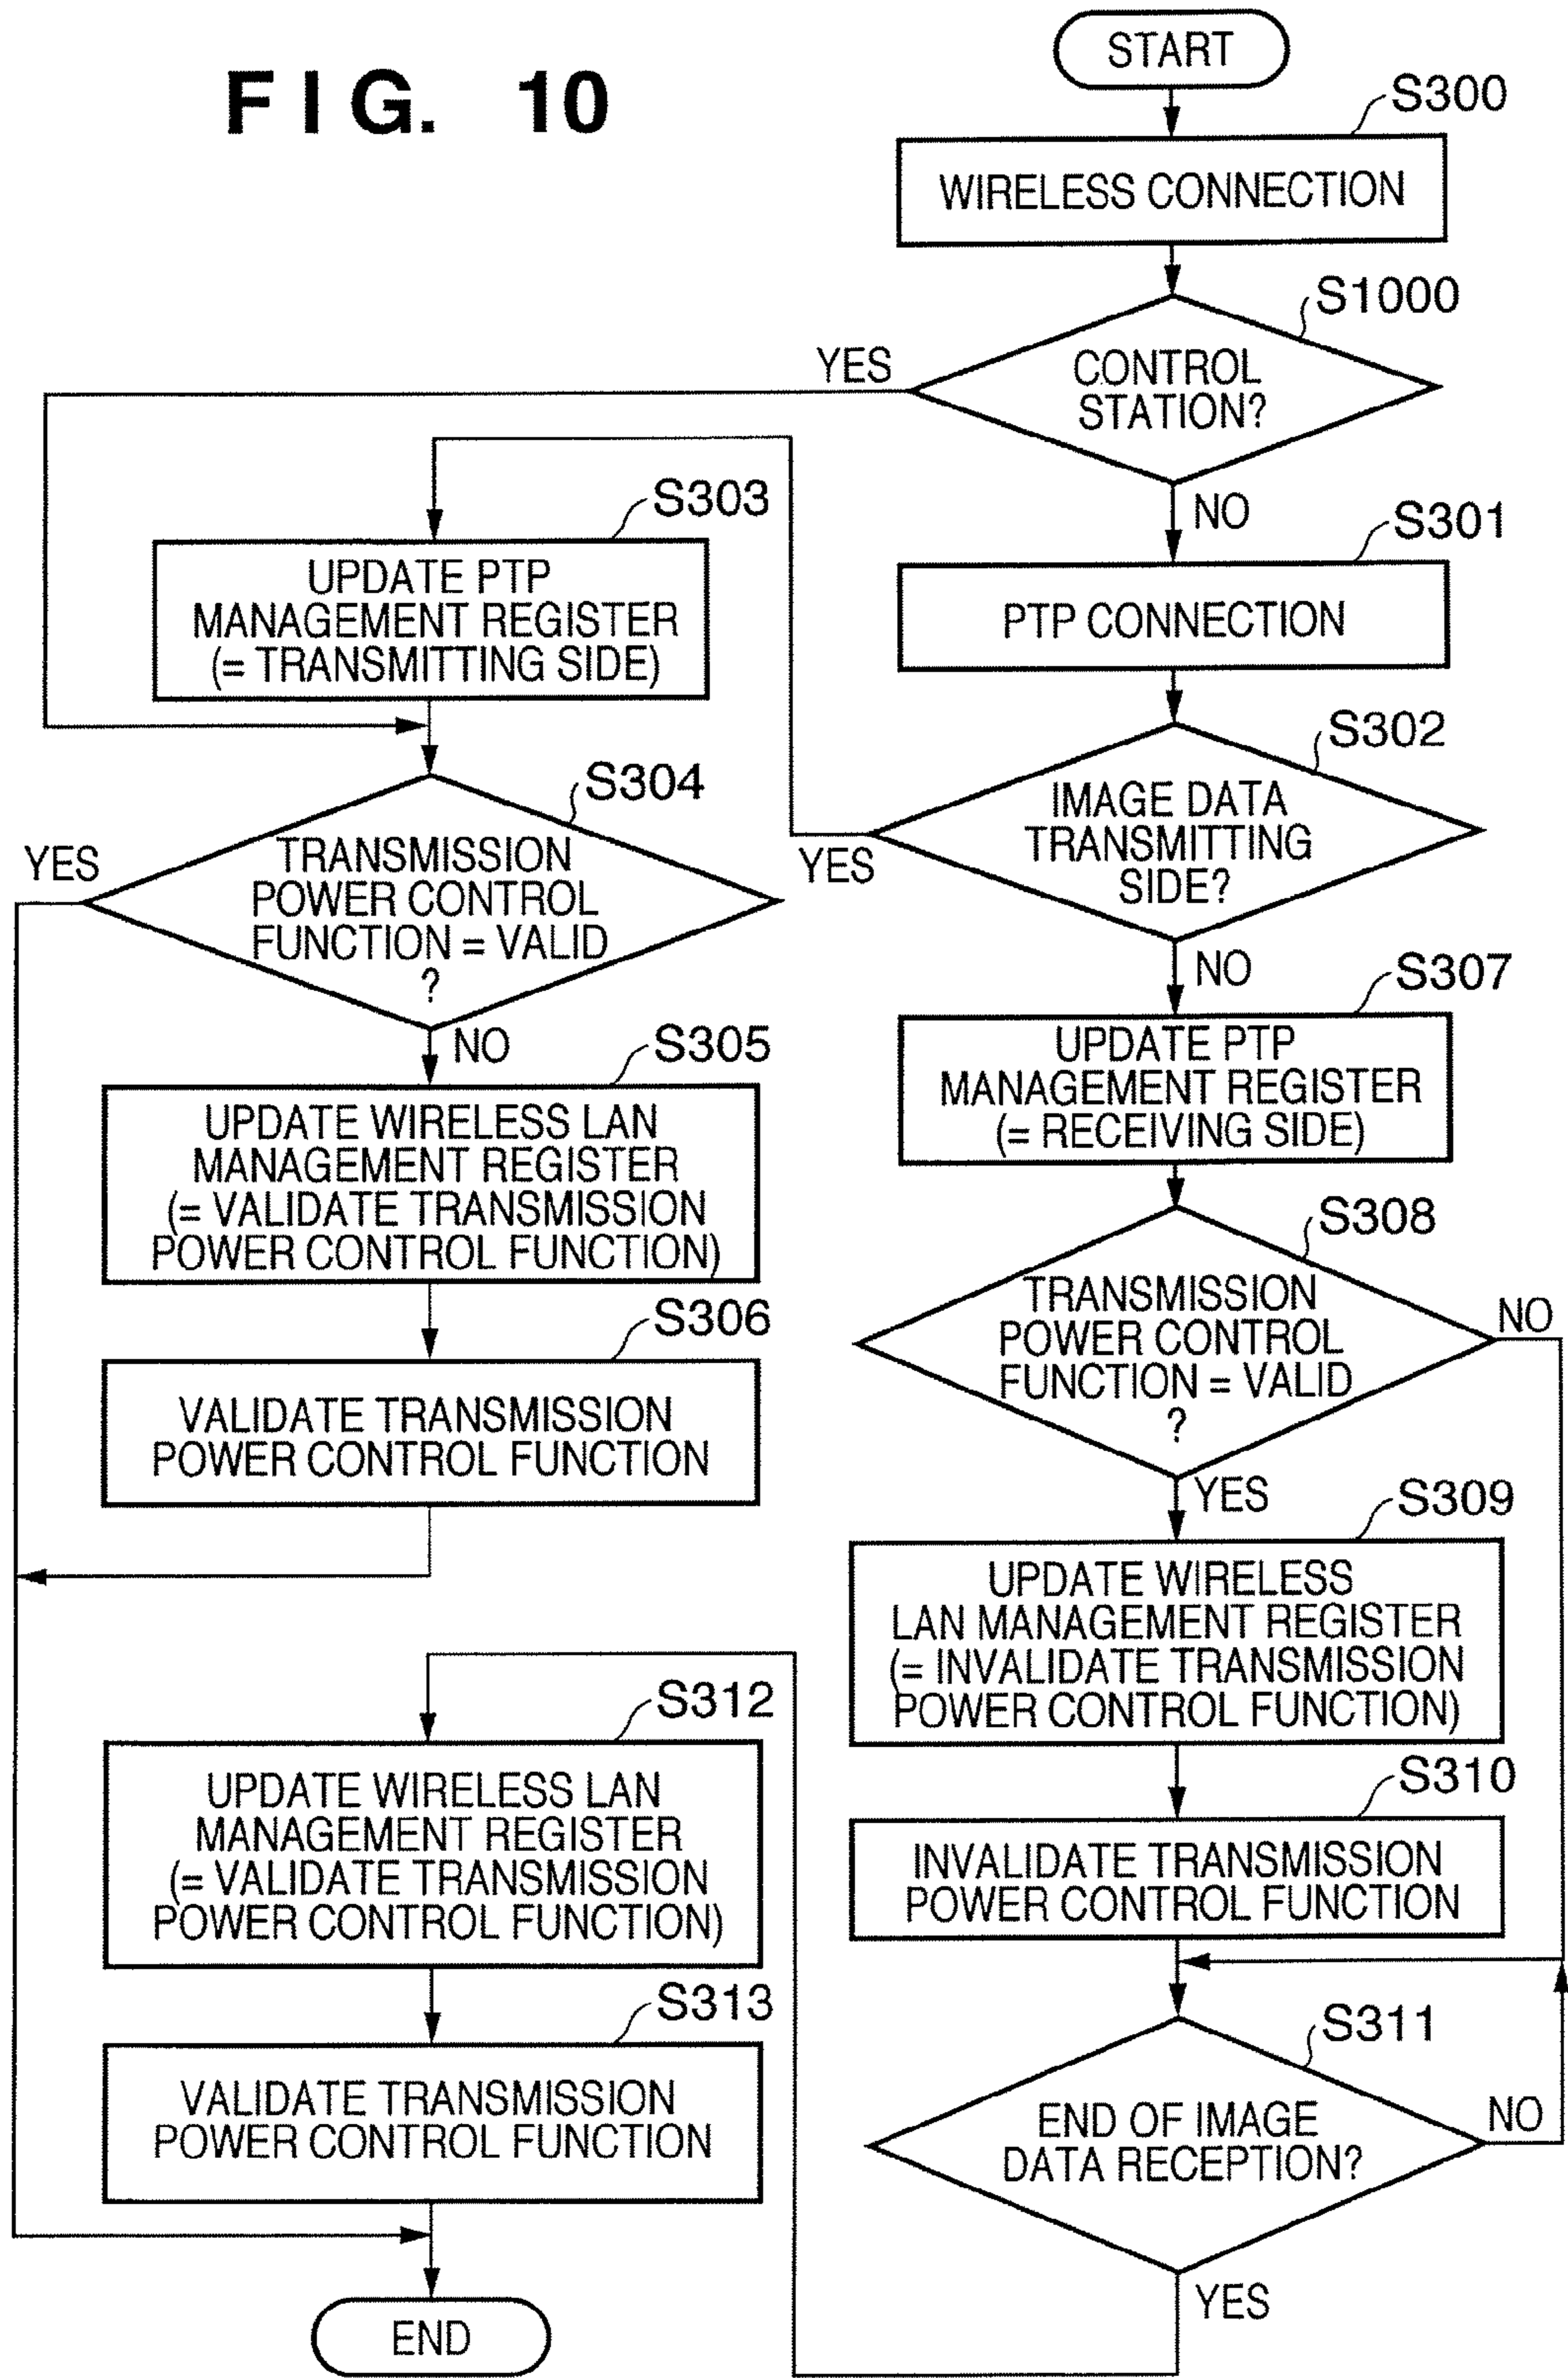 FIG. 10
START
S300
WIRELESS CONNECTION
S1000
CONTROL
STATION?
YES
NO
S301
PTP CONNECTION
S302
IMAGE DATA
TRANSMITTING
SIDE?
YES
NO
S303
UPDATE PTP
MANAGEMENT REGISTER
(= TRANSMITTING SIDE)
S304
TRANSMISSION
POWER CONTROL
FUNCTION = VALID
?
YES
NO
S305
UPDATE WIRELESS LAN
MANAGEMENT REGISTER
(= VALIDATE TRANSMISSION
POWER CONTROL FUNCTION)
S306
VALIDATE TRANSMISSION
POWER CONTROL FUNCTION
S307
UPDATE PTP
MANAGEMENT REGISTER
(= RECEIVING SIDE)
S308
TRANSMISSION
POWER CONTROL
FUNCTION = VALID
?
NO
YES
S309
UPDATE WIRELESS
LAN MANAGEMENT REGISTER
(= INVALIDATE TRANSMISSION
POWER CONTROL FUNCTION)
S310
INVALIDATE TRANSMISSION
POWER CONTROL FUNCTION
S311
END OF IMAGE
DATA RECEPTION?
NO
YES
S312
UPDATE WIRELESS LAN
MANAGEMENT REGISTER
(= VALIDATE TRANSMISSION
POWER CONTROL FUNCTION)
S313
VALIDATE TRANSMISSION
POWER CONTROL FUNCTION
END